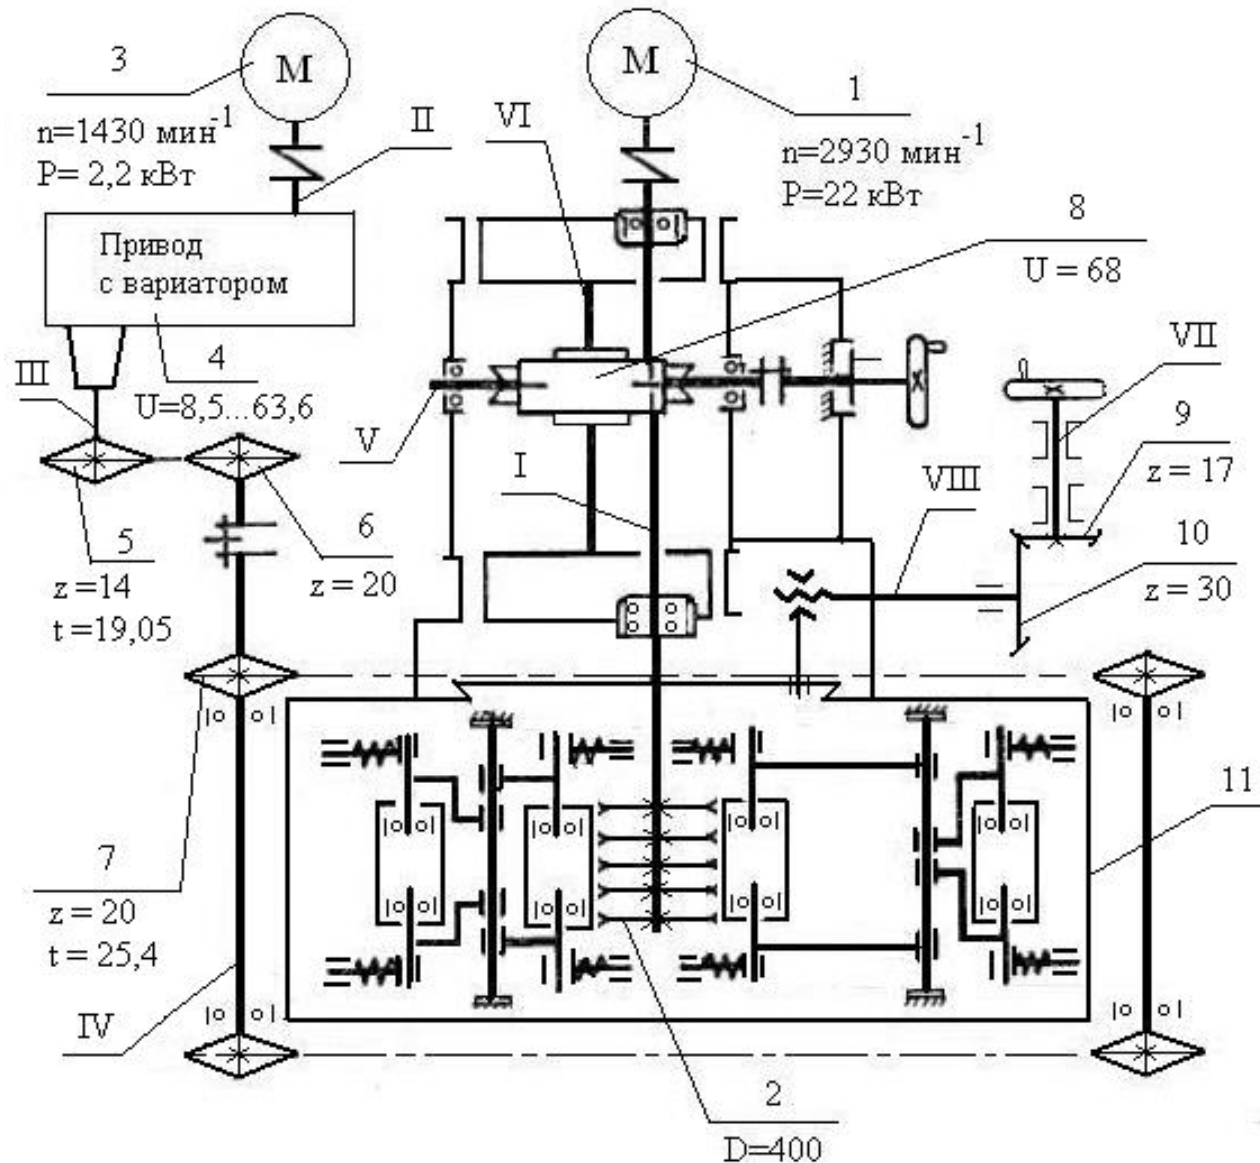 3
M
n=1430 мин-1
P= 2,2 кВт
II
VI
M
1
n=2930 мин-1
P=22 кВт
8
U = 68
Привод
с вариатором
III
4
U=8,5...63,6
V
I
VII
9
z = 17
VIII
10
z = 30
5
z =14
t =19,05
6
z = 20
7
z = 20
t = 25,4
IV
11
2
D=400